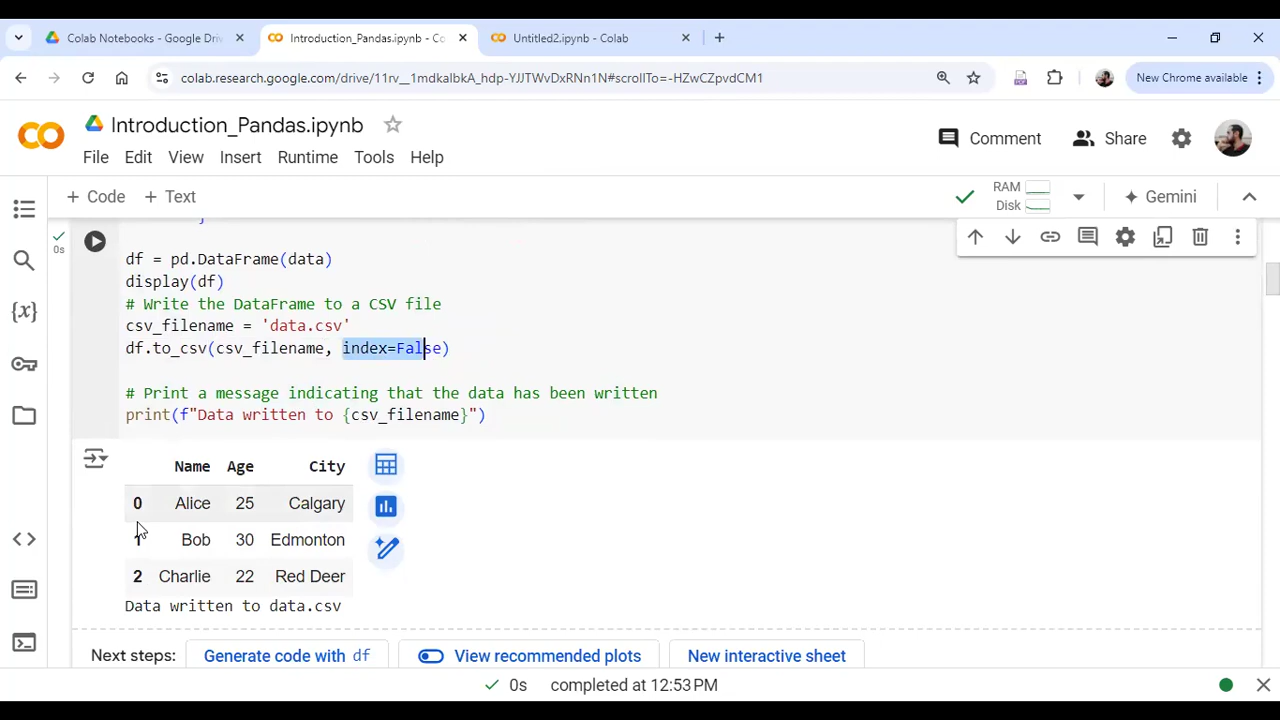 Colab Notebooks - Google Driv
Introduction_Pandas.ipynb - Co
Untitled2.ipynb - Colab
colab.research.google.com/drive/11rv__1mdkaIbkA_hdp-YJJTWvDxRNn1N#scrollTo=-HZwCZpvdCM1
New Chrome available
Introduction_Pandas.ipynb
Comment
Share
File Edit View Insert Runtime Tools Help
+ Code + Text
RAM
Disk
Gemini
}
0s
df = pd.DataFrame(data)
display(df)
# Write the DataFrame to a CSV file
csv_filename = 'data.csv'
df.to_csv(csv_filename, index=False)
# Print a message indicating that the data has been written
print(f"Data written to {csv_filename}")
Name Age City
0 Alice 25 Calgary
1 Bob 30 Edmonton
2 Charlie 22 Red Deer
Data written to data.csv
Next steps: Generate code with df View recommended plots New interactive sheet
0s completed at 12:53 PM